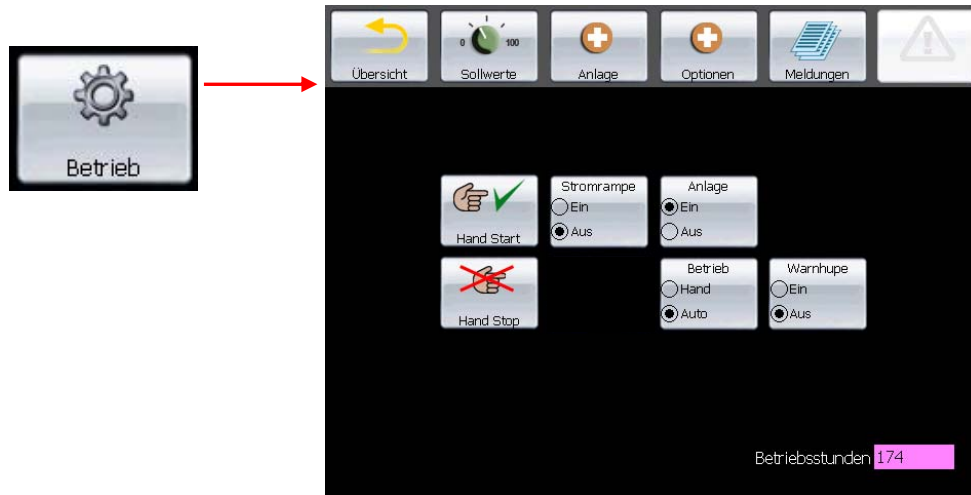 Betrieb
Übersicht
0 100
Sollwerte
Anlage
Optionen
Meldungen
Hand Start
Stromrampe
Ein
Aus
Anlage
Ein
Aus
Hand Stop
Betrieb
Hand
Auto
Warnhupe
Ein
Aus
Betriebsstunden 174